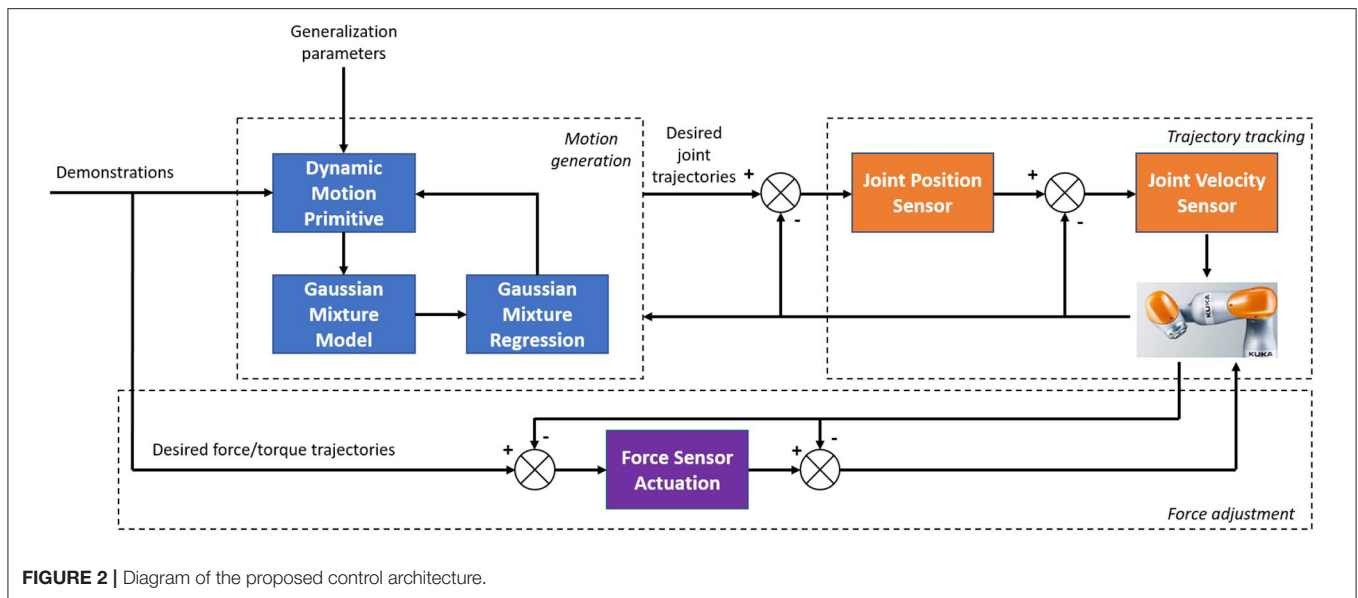 Generalization
parameters
Motion
generation
Desired
joint
trajectories
Trajectory tracking
Demonstrations
Dynamic
Motion
Primitive
+
-
Joint Position
Sensor
+
-
Joint Velocity
Sensor
Gaussian
Mixture
Model
Gaussian
Mixture
Regression
KUKA
KUKA
Desired force/torque trajectories
+
-
Force Sensor
Actuation
+
-
Force adjustment
FIGURE 2 | Diagram of the proposed control architecture.